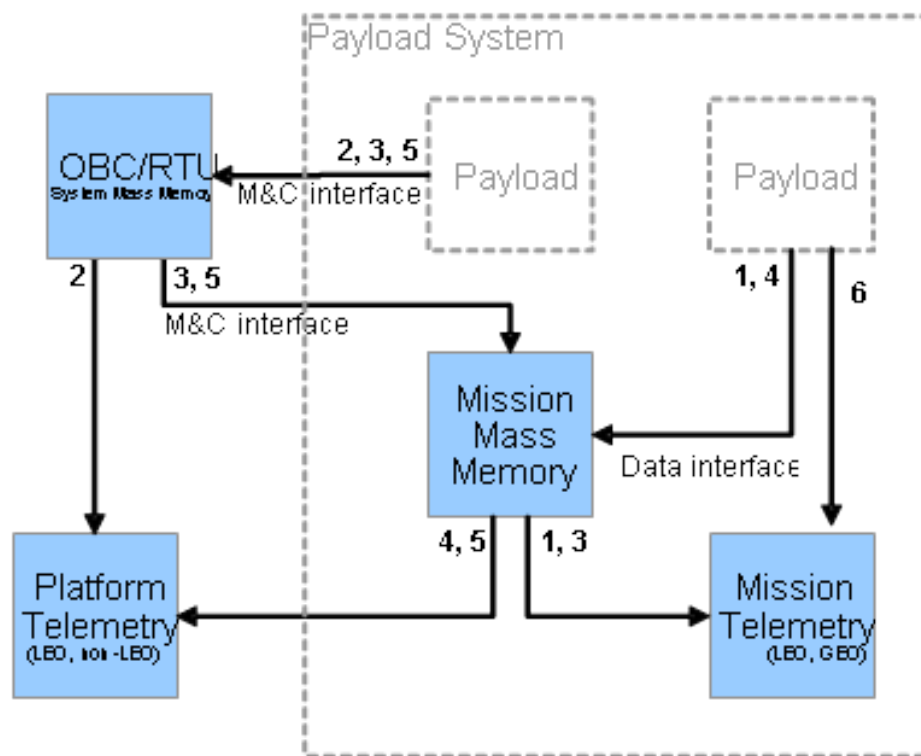 Payload System
OBC/RTU
System Mass Memory
2, 3, 5
M&C interface
Payload
Payload
2
3, 5
M&C interface
1, 4
6
Mission
Mass
Memory
Data interface
4, 5
1, 3
Platform
Telemetry
(LEO, non-LEO)
Mission
Telemetry
(LEO, GEO)